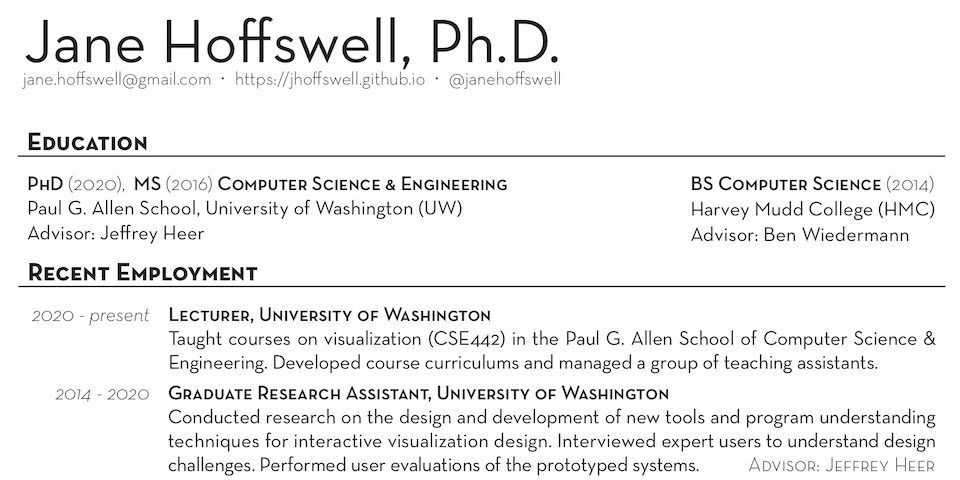 Jane Hoffswell, Ph.D.
jane.hoffswell@gmail.com · https://jhoffswell.github.io · @janehoffswell
Education
PhD (2020), MS (2016) Computer Science & Engineering
Paul G. Allen School, University of Washington (UW)
Advisor: Jeffrey Heer
BS Computer Science (2014)
Harvey Mudd College (HMC)
Advisor: Ben Wiedermann
Recent Employment
2020 - present Lecturer, University of Washington
Taught courses on visualization (CSE442) in the Paul G. Allen School of Computer Science &
Engineering. Developed course curriculums and managed a group of teaching assistants.
2014 - 2020 Graduate Research Assistant, University of Washington
Conducted research on the design and development of new tools and program understanding
techniques for interactive visualization design. Interviewed expert users to understand design
challenges. Performed user evaluations of the prototyped systems. Advisor: Jeffrey Heer